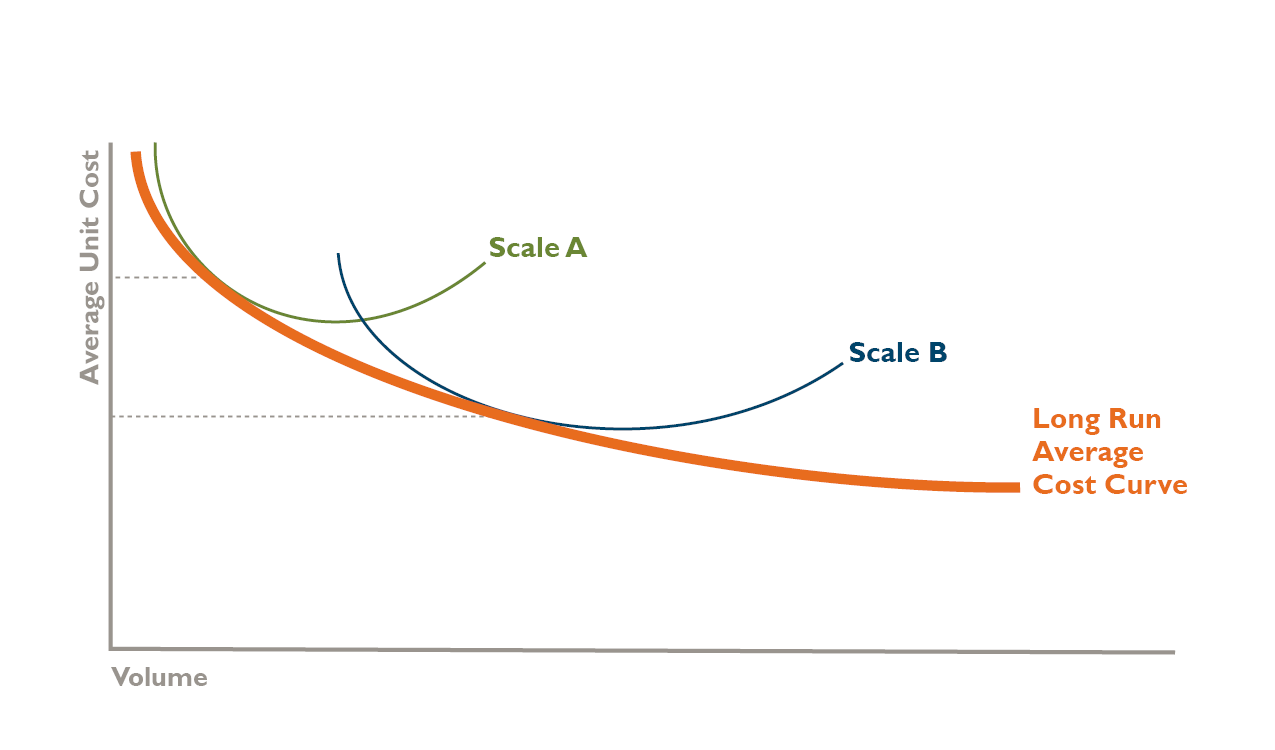 Average Unit Cost
Scale A
Scale B
Long Run
Average
Cost Curve
Volume